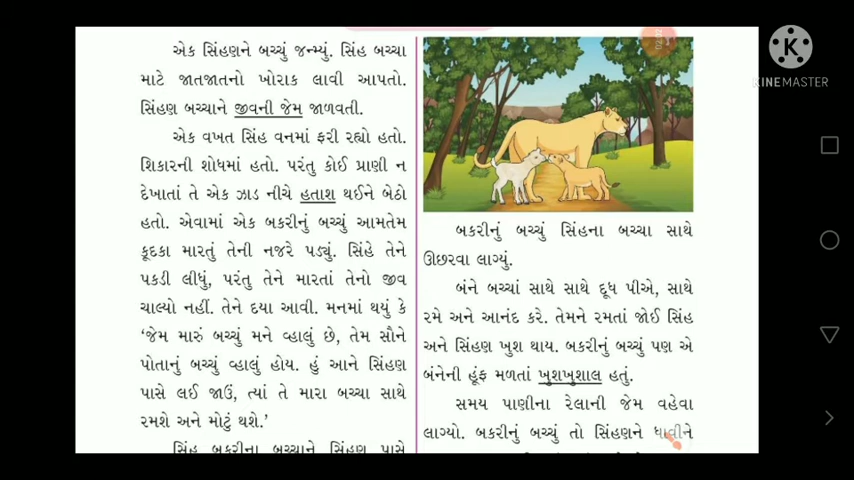 એક સિંહણને બચ્ચું જન્મ્યું. સિંહ બચ્ચા
માટે જાતજાતનો ખોરાક લાવી આપતો.
સિંહણ બચ્ચાને જીવની જેમ જાળવતી.
એક વખત સિંહ વનમાં ફરી રહ્યો હતો.
શિકારની શોધમાં હતો. પરંતુ કોઈ પ્રાણી ન
દેખાતાં તે એક ઝાડ નીચે હતાશ થઈને બેઠો
હતો. એવામાં એક બકરીનું બચ્ચું આમતેમ
કૂદકા મારતું તેની નજરે પડ્યું. સિંહે તેને
પકડી લીધું, પરંતુ તેને મારતાં તેનો જીવ
ચાલ્યો નહીં. તેને દયા આવી. મનમાં થયું કે
‘જેમ મારું બચ્ચું મને વ્હાલું છે, તેમ સૌને
પોતાનું બચ્ચું વ્હાલું હોય. હું આને સિંહણ
પાસે લઈ જાઉં, ત્યાં તે મારા બચ્ચા સાથે
રમશે અને મોટું થશે.’
સિંહ બકરીના બચ્ચાને સિંહણ પાસે
બકરીનું બચ્ચું સિંહના બચ્ચા સાથે
ઊછરવા લાગ્યું.
બંને બચ્ચાં સાથે સાથે દૂધ પીએ, સાથે
રમે અને આનંદ કરે. તેમને રમતાં જોઈ સિંહ
અને સિંહણ ખુશ થાય. બકરીનું બચ્ચું પણ એ
બંનેની હૂંફ મળતાં ખુશખુશાલ હતું.
સમય પાણીના રેલાની જેમ વહેવા
લાગ્યો. બકરીનું બચ્ચું તો સિંહણને ધાવીને
K
KINEMASTER